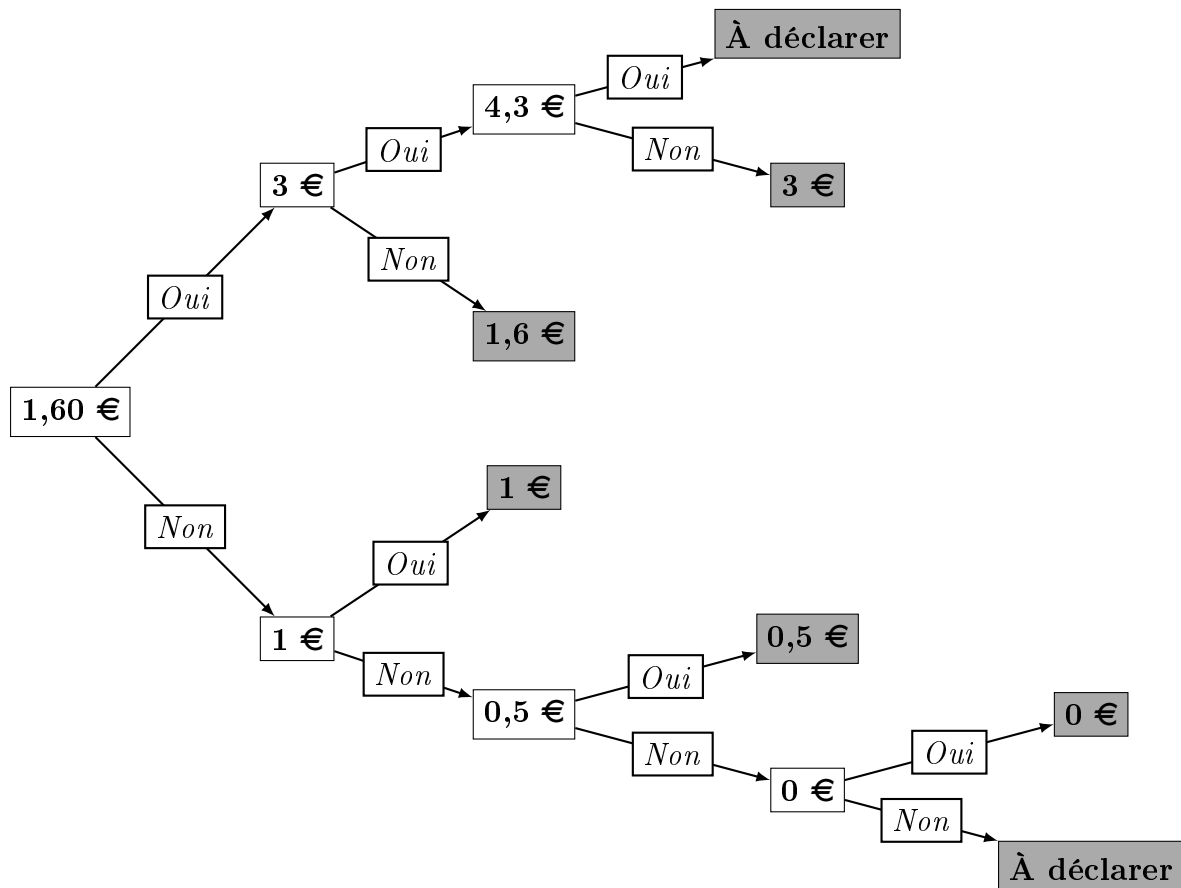 À déclarer
Oui
4,3 €
Oui
Non
3 €
3 €
Non
Oui
1,6 €
1,60 €
1 €
Non
Oui
1 €
0,5 €
Oui
Non
0,5 €
0 €
Non
Oui
0 €
Non
À déclarer